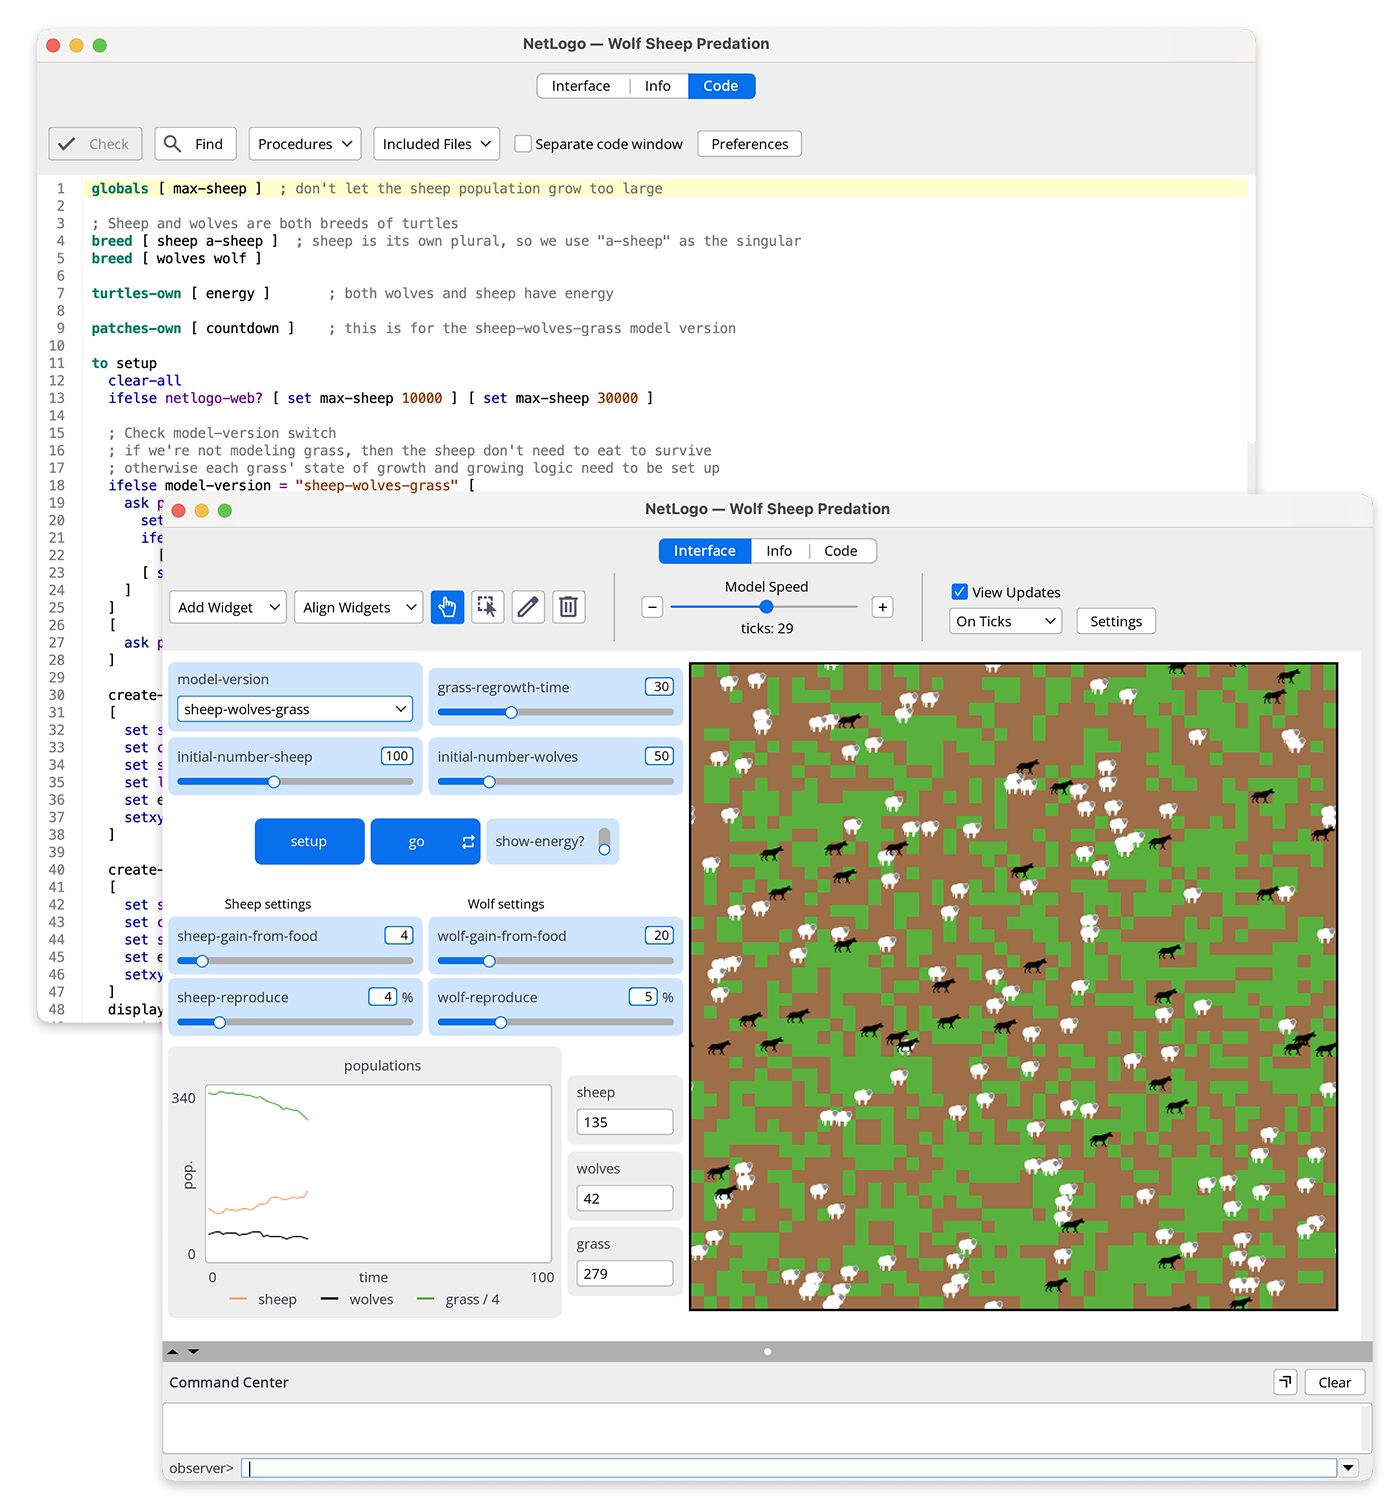 NetLogo — Wolf Sheep Predation
Interface Info Code
Check Find Procedures Included Files Separate code window Preferences
1 globals [ max-sheep ]  ; don't let the sheep population grow too large
2
3 ; Sheep and wolves are both breeds of turtles
4 breed [ sheep a-sheep ]  ; sheep is its own plural, so we use "a-sheep" as the singular
5 breed [ wolves wolf ]
6
7 turtles-own [ energy ]       ; both wolves and sheep have energy
8
9 patches-own [ countdown ]    ; this is for the sheep-wolves-grass model version
10
11 to setup
12   clear-all
13   ifelse netlogo-web? [ set max-sheep 10000 ] [ set max-sheep 30000 ]
14
15   ; Check model-version switch
16   ; if we're not modeling grass, then the sheep don't need to eat to survive
17   ; otherwise each grass' state of growth and growing logic need to be set up
18   ifelse model-version = "sheep-wolves-grass" [
19     ask p
20       set
21       ife
22         [
23       [ s
24     ]
25   ]
26   [
27     ask p
28   ]
29
30   create-
31   [
32     set s
33     set c
34     set s
35     set l
36     set e
37     setxy
38   ]
39
40   create-
41   [
42     set s
43     set c
44     set s
45     set e
46     setxy
47   ]
48   display
NetLogo — Wolf Sheep Predation
Interface Info Code
Add Widget Align Widgets
Model Speed
ticks: 29
View Updates
On Ticks Settings
model-version
sheep-wolves-grass
grass-regrowth-time 30
initial-number-sheep 100
initial-number-wolves 50
setup go show-energy?
Sheep settings Wolf settings
sheep-gain-from-food 4
wolf-gain-from-food 20
sheep-reproduce 4 %
wolf-reproduce 5 %
populations
340
pop.
0
0 time 100
sheep wolves grass / 4
sheep
135
wolves
42
grass
279
Command Center Clear
observer>